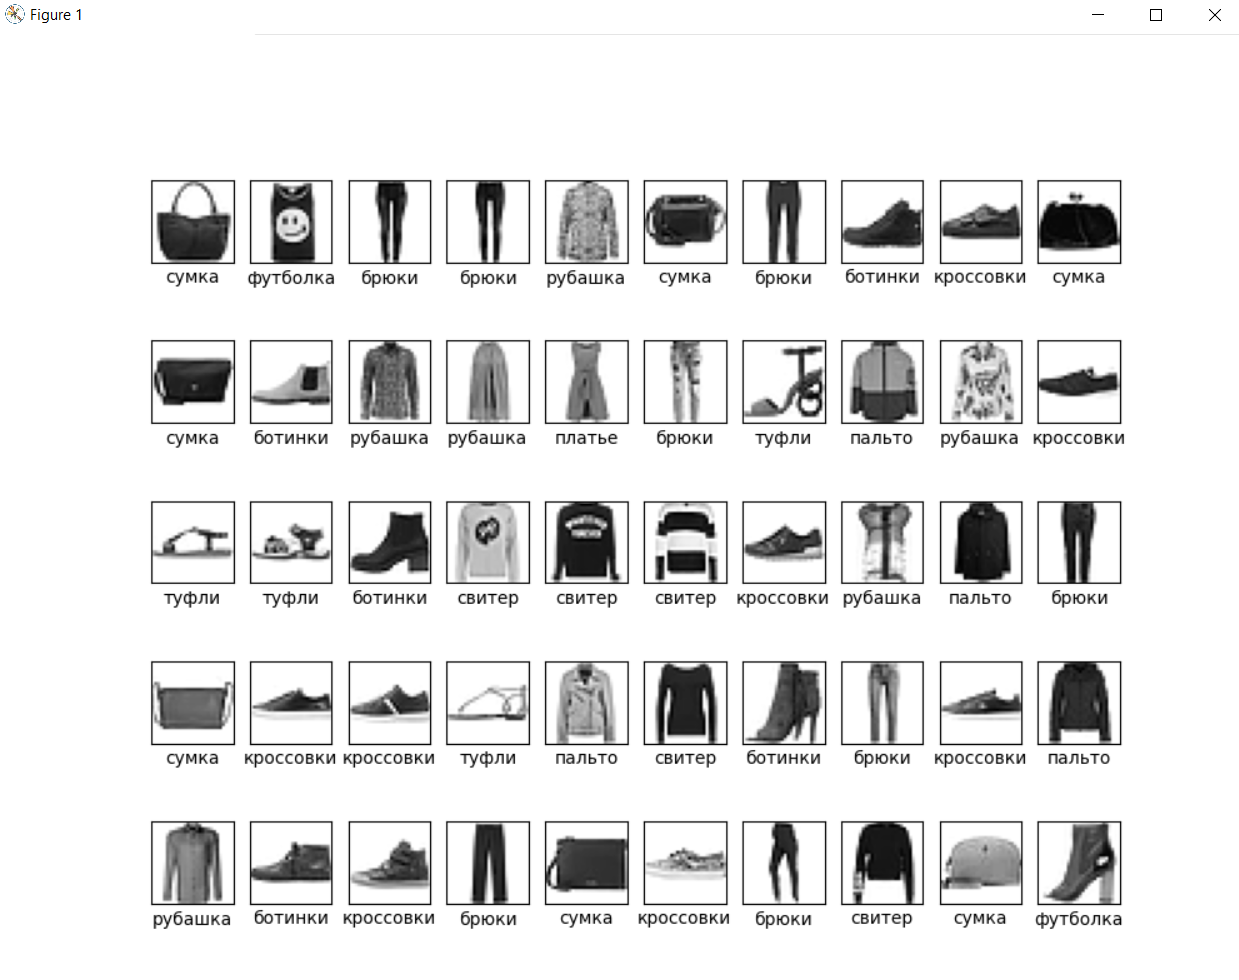 Figure 1
сумка футболка брюки брюки рубашка сумка брюки ботинки кроссовки сумка
сумка ботинки рубашка рубашка платье брюки туфли пальто рубашка кроссовки
туфли туфли ботинки свитер свитер свитер кроссовки рубашка пальто брюки
сумка кроссовки кроссовки туфли пальто свитер ботинки брюки кроссовки пальто
рубашка ботинки кроссовки брюки сумка кроссовки брюки свитер сумка футболка